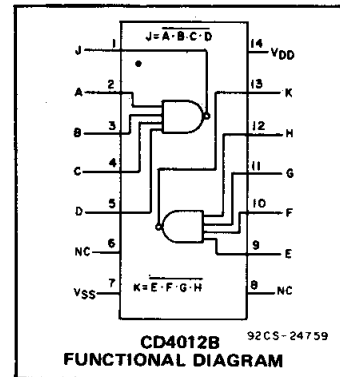 J=A·B·C·D
J 1
A 2
B 3
C 4
D 5
NC 6
VSS 7
14 VDD
13 K
12 H
11 G
10 F
9 E
8 NC
K=E·F·G·H
92CS-24759
CD4012B
FUNCTIONAL DIAGRAM